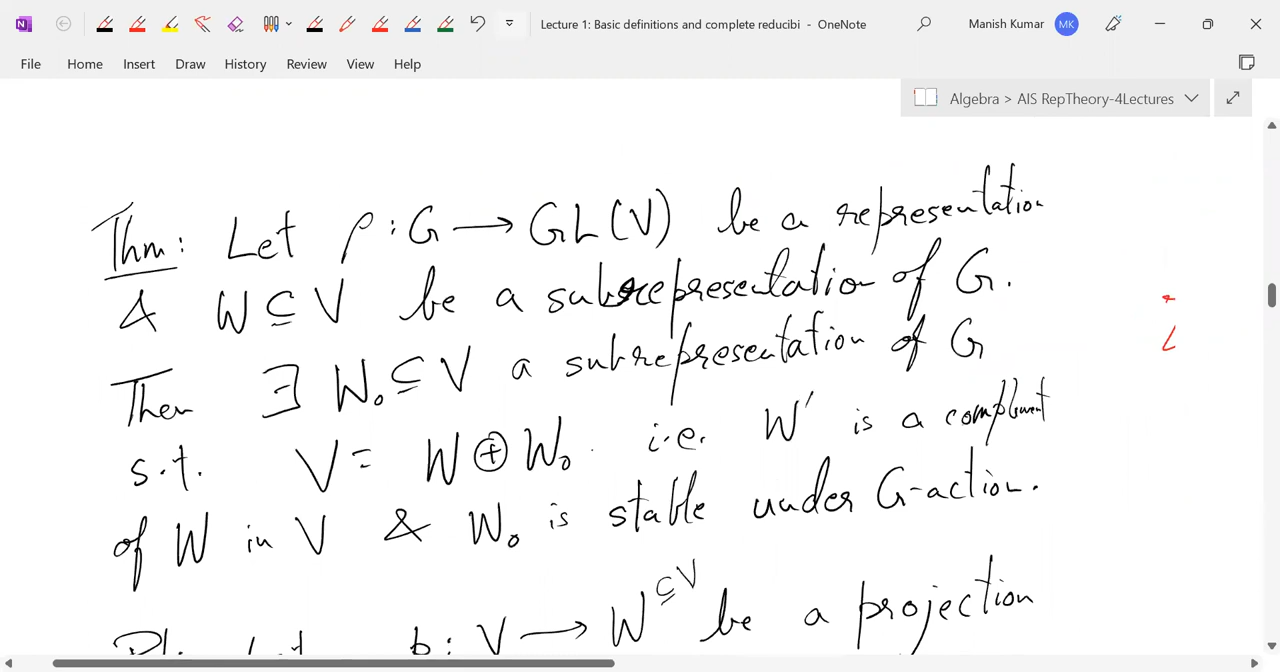 Lecture 1: Basic definitions and complete reducibi - OneNote
Manish Kumar
MK
File Home Insert Draw History Review View Help
Algebra > AIS RepTheory-4Lectures
Thm: Let ρ : G → GL(V) be a representation
& W ⊆ V be a subrepresentation of G.
Then ∃ W₀ ⊆ V a subrepresentation of G
s.t. V = W ⊕ W₀. i.e. W' is a complement
of W in V & W₀ is stable under G-action.
p : V → W ⊆ V be a projection